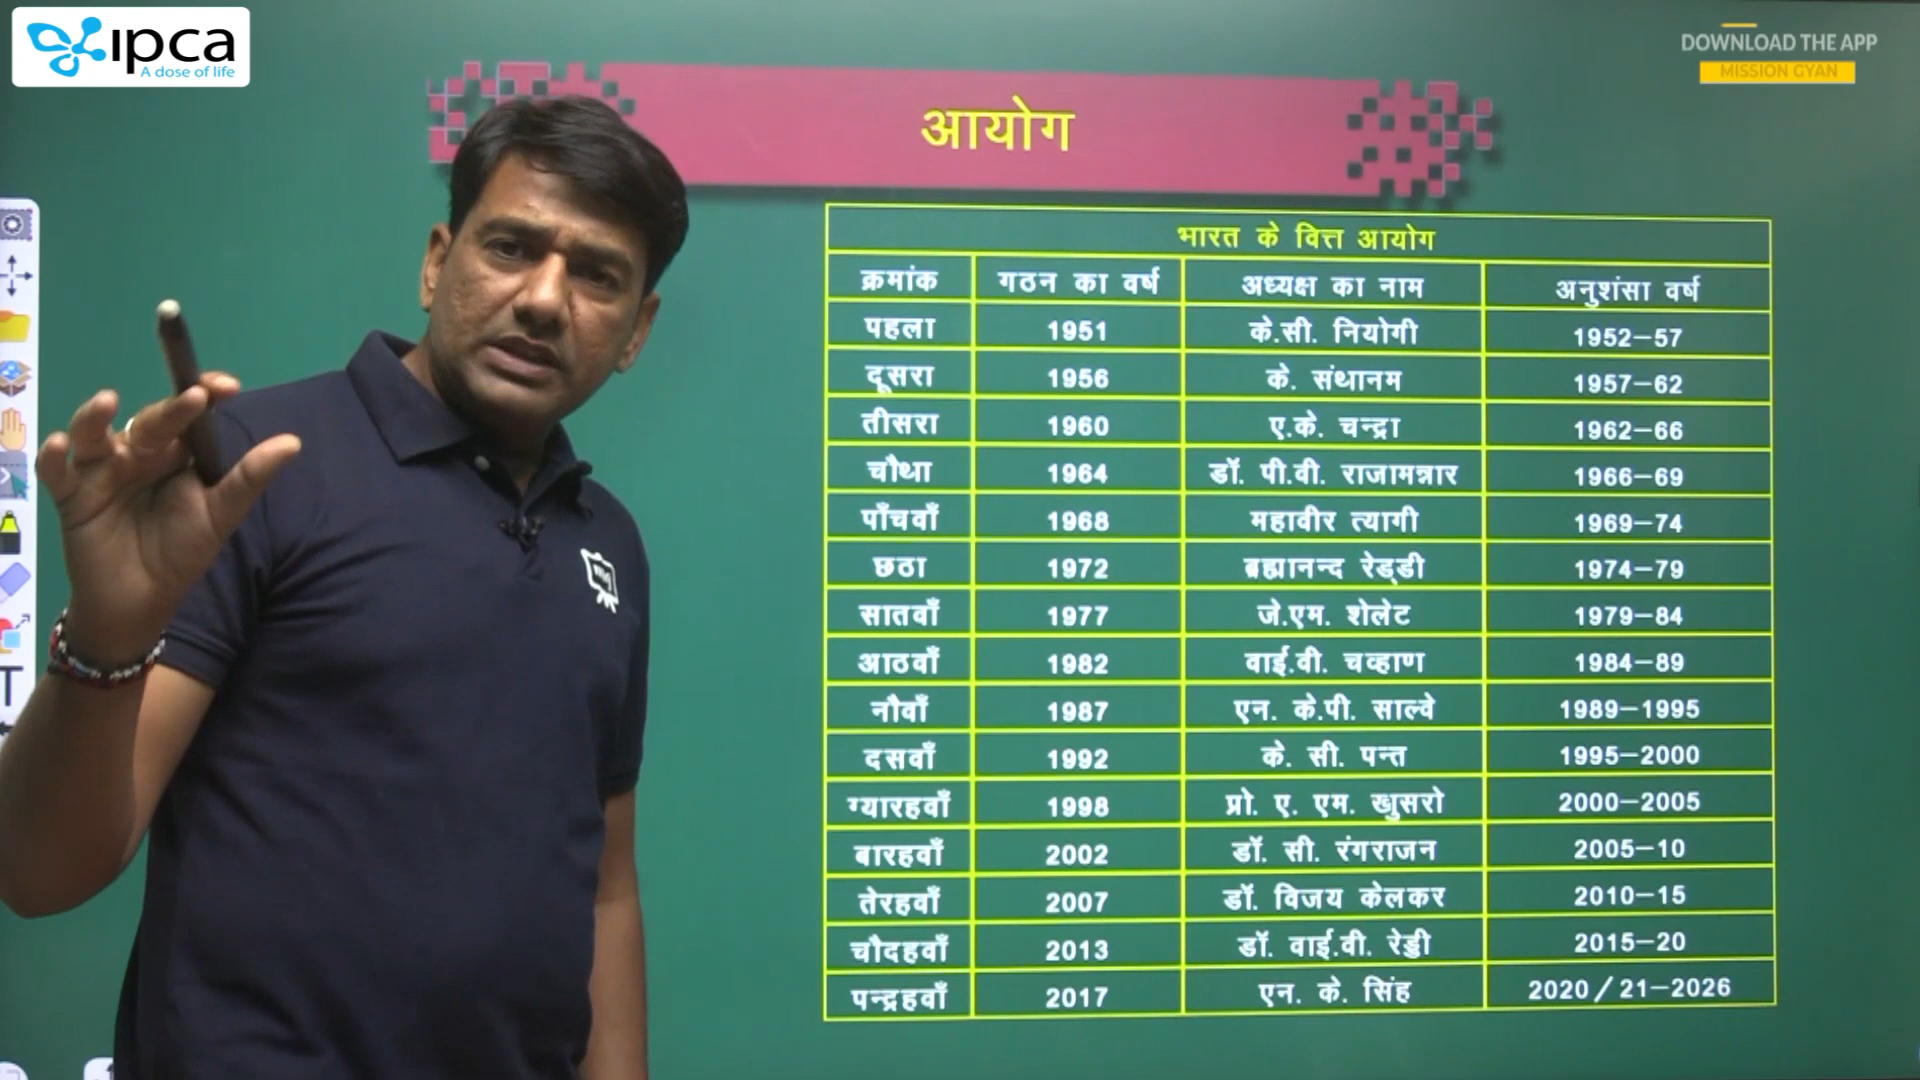 ipca
A dose of life
DOWNLOAD THE APP
MISSION GYAN
आयोग
भारत के वित्त आयोग
क्रमांक गठन का वर्ष अध्यक्ष का नाम अनुशंसा वर्ष
पहला 1951 के.सी. नियोगी 1952–57
दूसरा 1956 के. संथानम 1957–62
तीसरा 1960 ए.के. चन्द्रा 1962–66
चौथा 1964 डॉ. पी.वी. राजामन्नार 1966–69
पाँचवाँ 1968 महावीर त्यागी 1969–74
छठा 1972 ब्रह्मानन्द रेड्डी 1974–79
सातवाँ 1977 जे.एम. शेलेट 1979–84
आठवाँ 1982 वाई.वी. चव्हाण 1984–89
नौवाँ 1987 एन. के.पी. साल्वे 1989–1995
दसवाँ 1992 के. सी. पन्त 1995–2000
ग्यारहवाँ 1998 प्रो. ए. एम. खुसरो 2000–2005
बारहवाँ 2002 डॉ. सी. रंगराजन 2005–10
तेरहवाँ 2007 डॉ. विजय केलकर 2010–15
चौदहवाँ 2013 डॉ. वाई.वी. रेड्डी 2015–20
पन्द्रहवाँ 2017 एन. के. सिंह 2020/21–2026